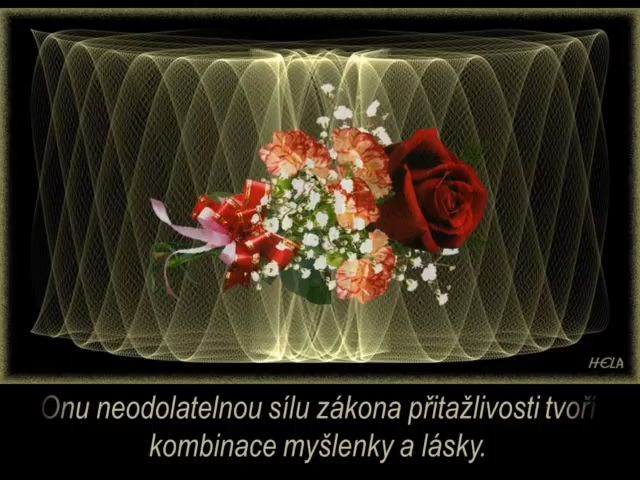 HELA
Onu neodolatelnou sílu zákona přitažlivosti tvoří
kombinace myšlenky a lásky.